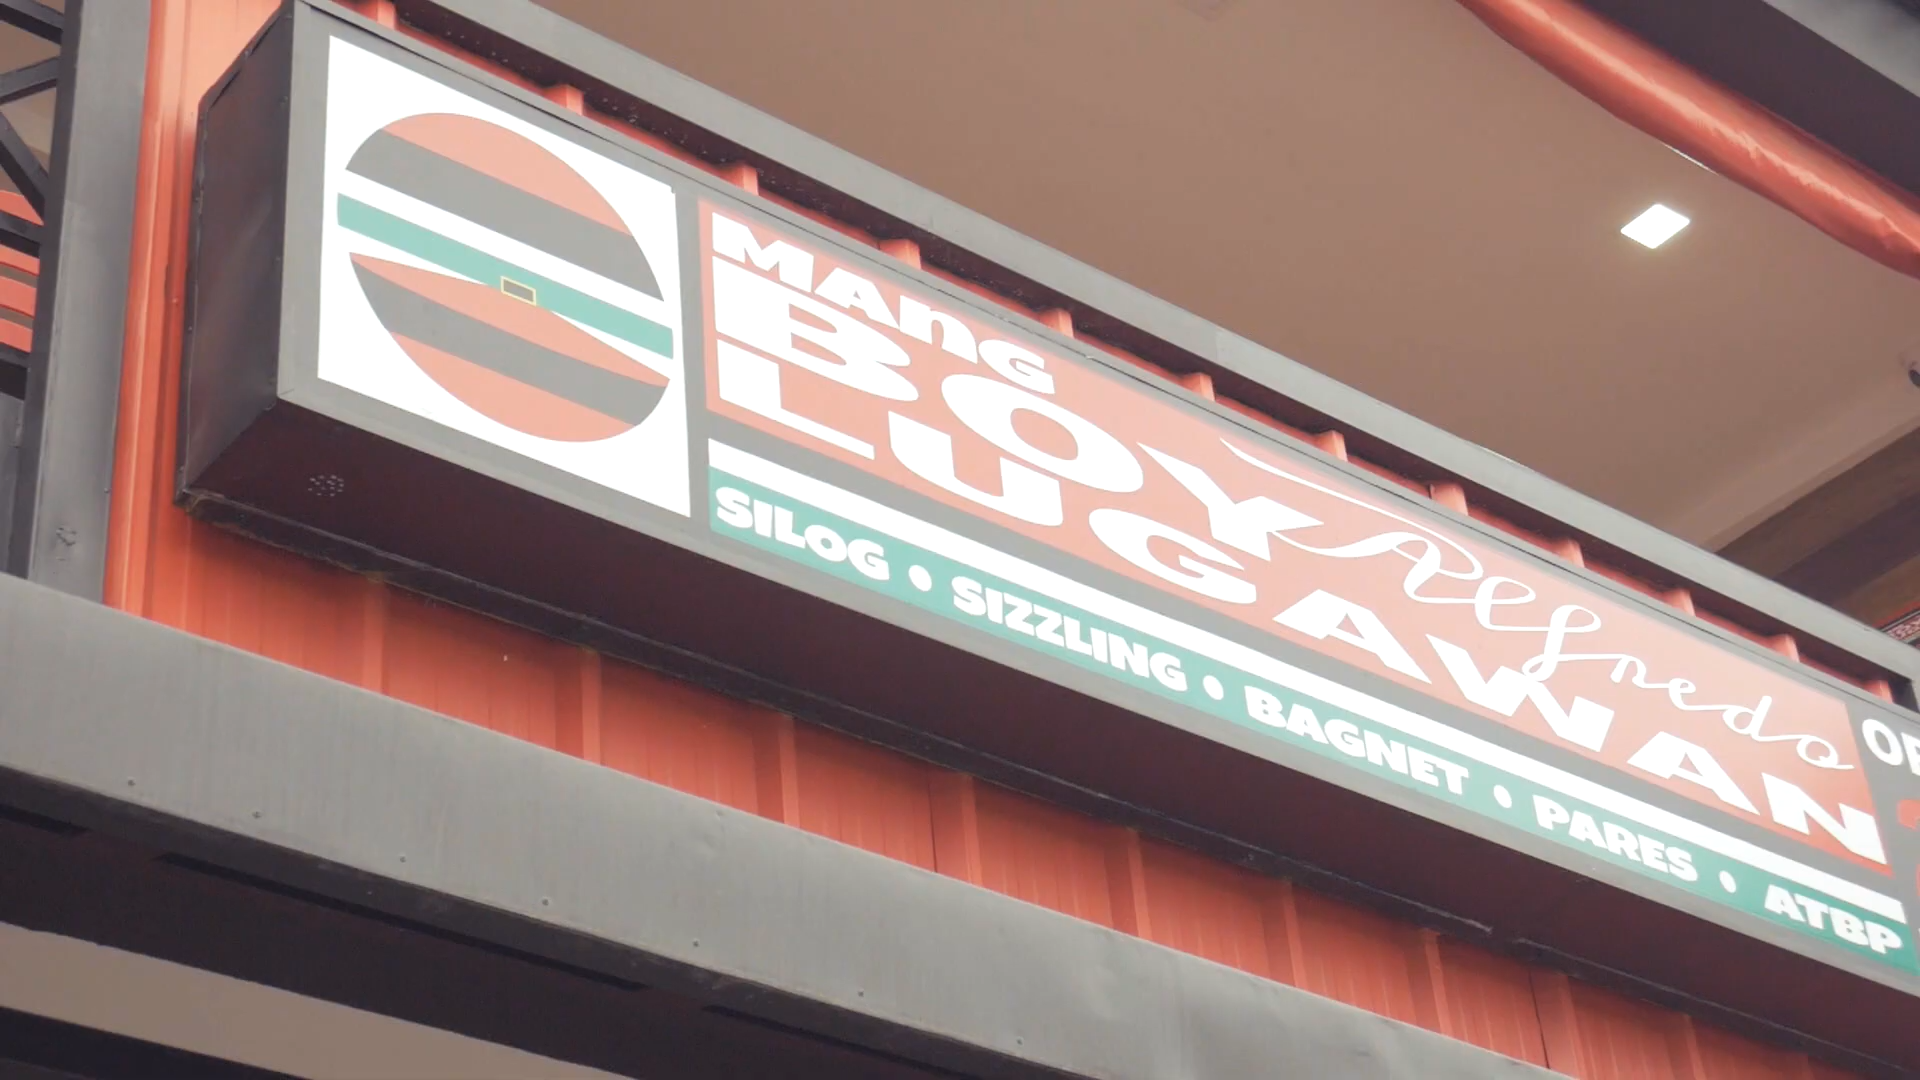 MAnG
BOY Alfredo
LUGAWAN
SILOG • SIZZLING • BAGNET • PARES • ATBP